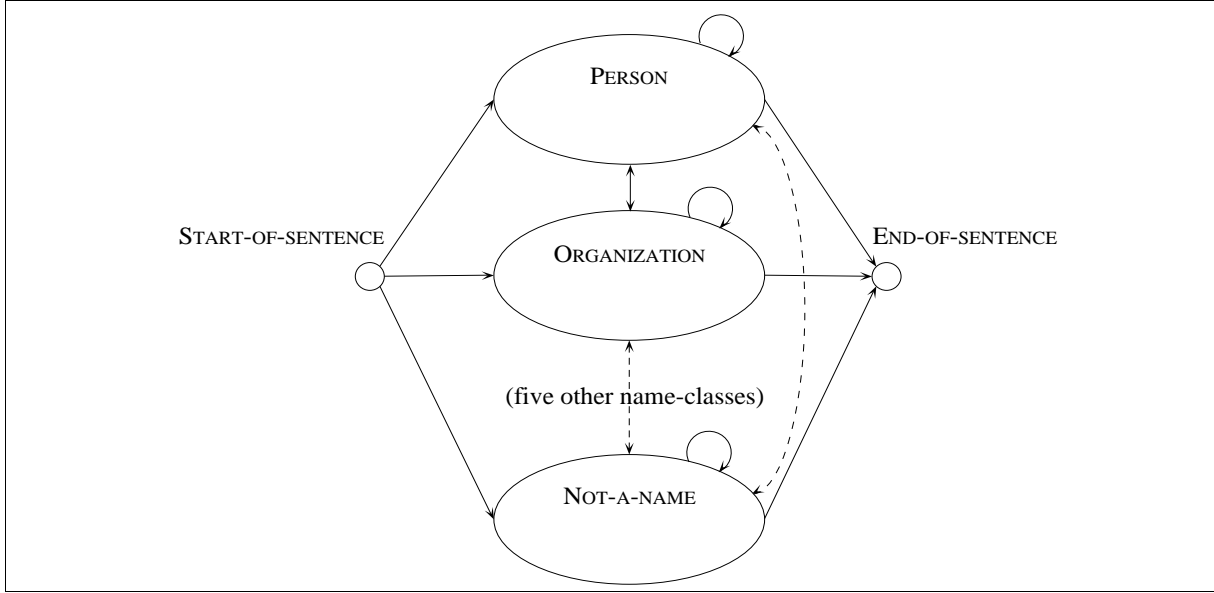 PERSON
START-OF-SENTENCE
END-OF-SENTENCE
ORGANIZATION
(five other name-classes)
NOT-A-NAME